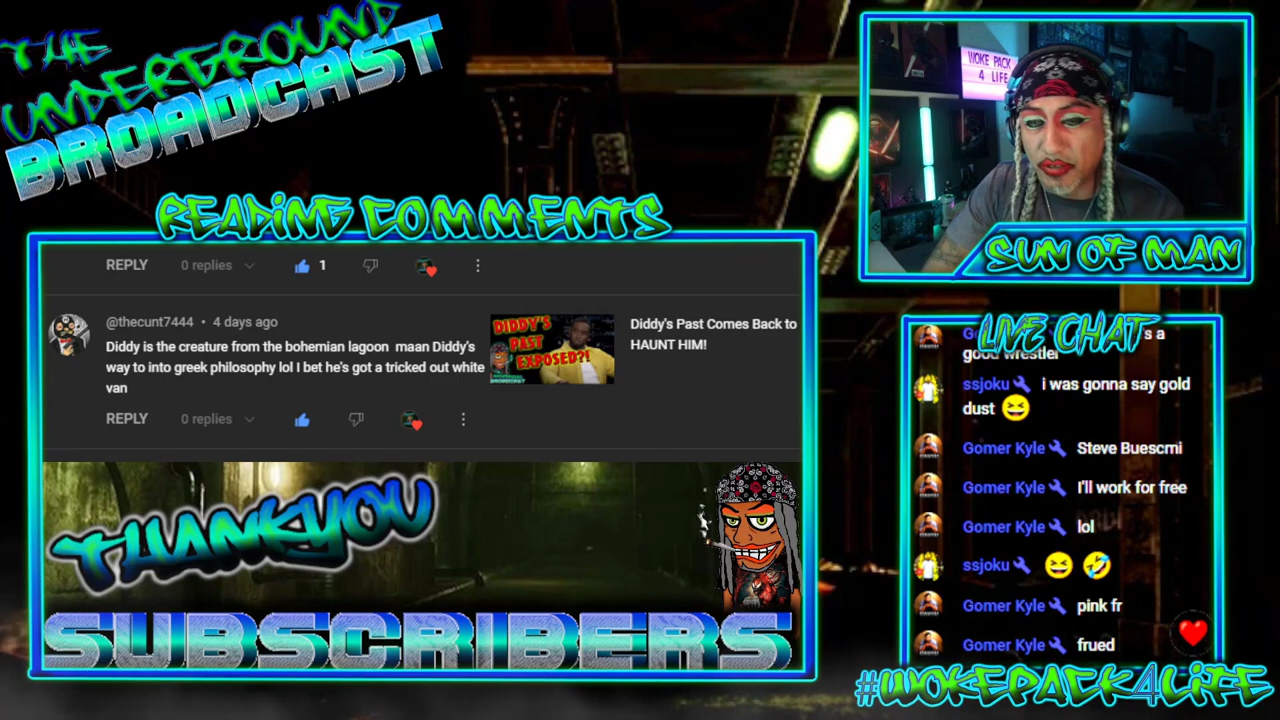 THE
UNDERGROUND
BROADCAST
READING COMMENTS
REPLY 0 replies 1
@thecunt7444 • 4 days ago
Diddy is the creature from the bohemian lagoon maan Diddy's
way to into greek philosophy lol I bet he's got a tricked out white
van
DIDDY'S
PAST
EXPOSED?!
Diddy's Past Comes Back to
HAUNT HIM!
REPLY 0 replies
THANKYOU
SUBSCRIBERS
WOKE PACK
4 LIFE
SUN OF MAN
LIVE CHAT
s a
good wrestler
ssjoku i was gonna say gold
dust
Gomer Kyle Steve Buescmi
Gomer Kyle I'll work for free
Gomer Kyle lol
ssjoku
Gomer Kyle pink fr
Gomer Kyle frued
#WOKEPACK4LIFE